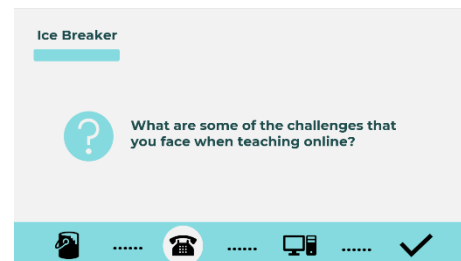 Ice Breaker
What are some of the challenges that
you face when teaching online?